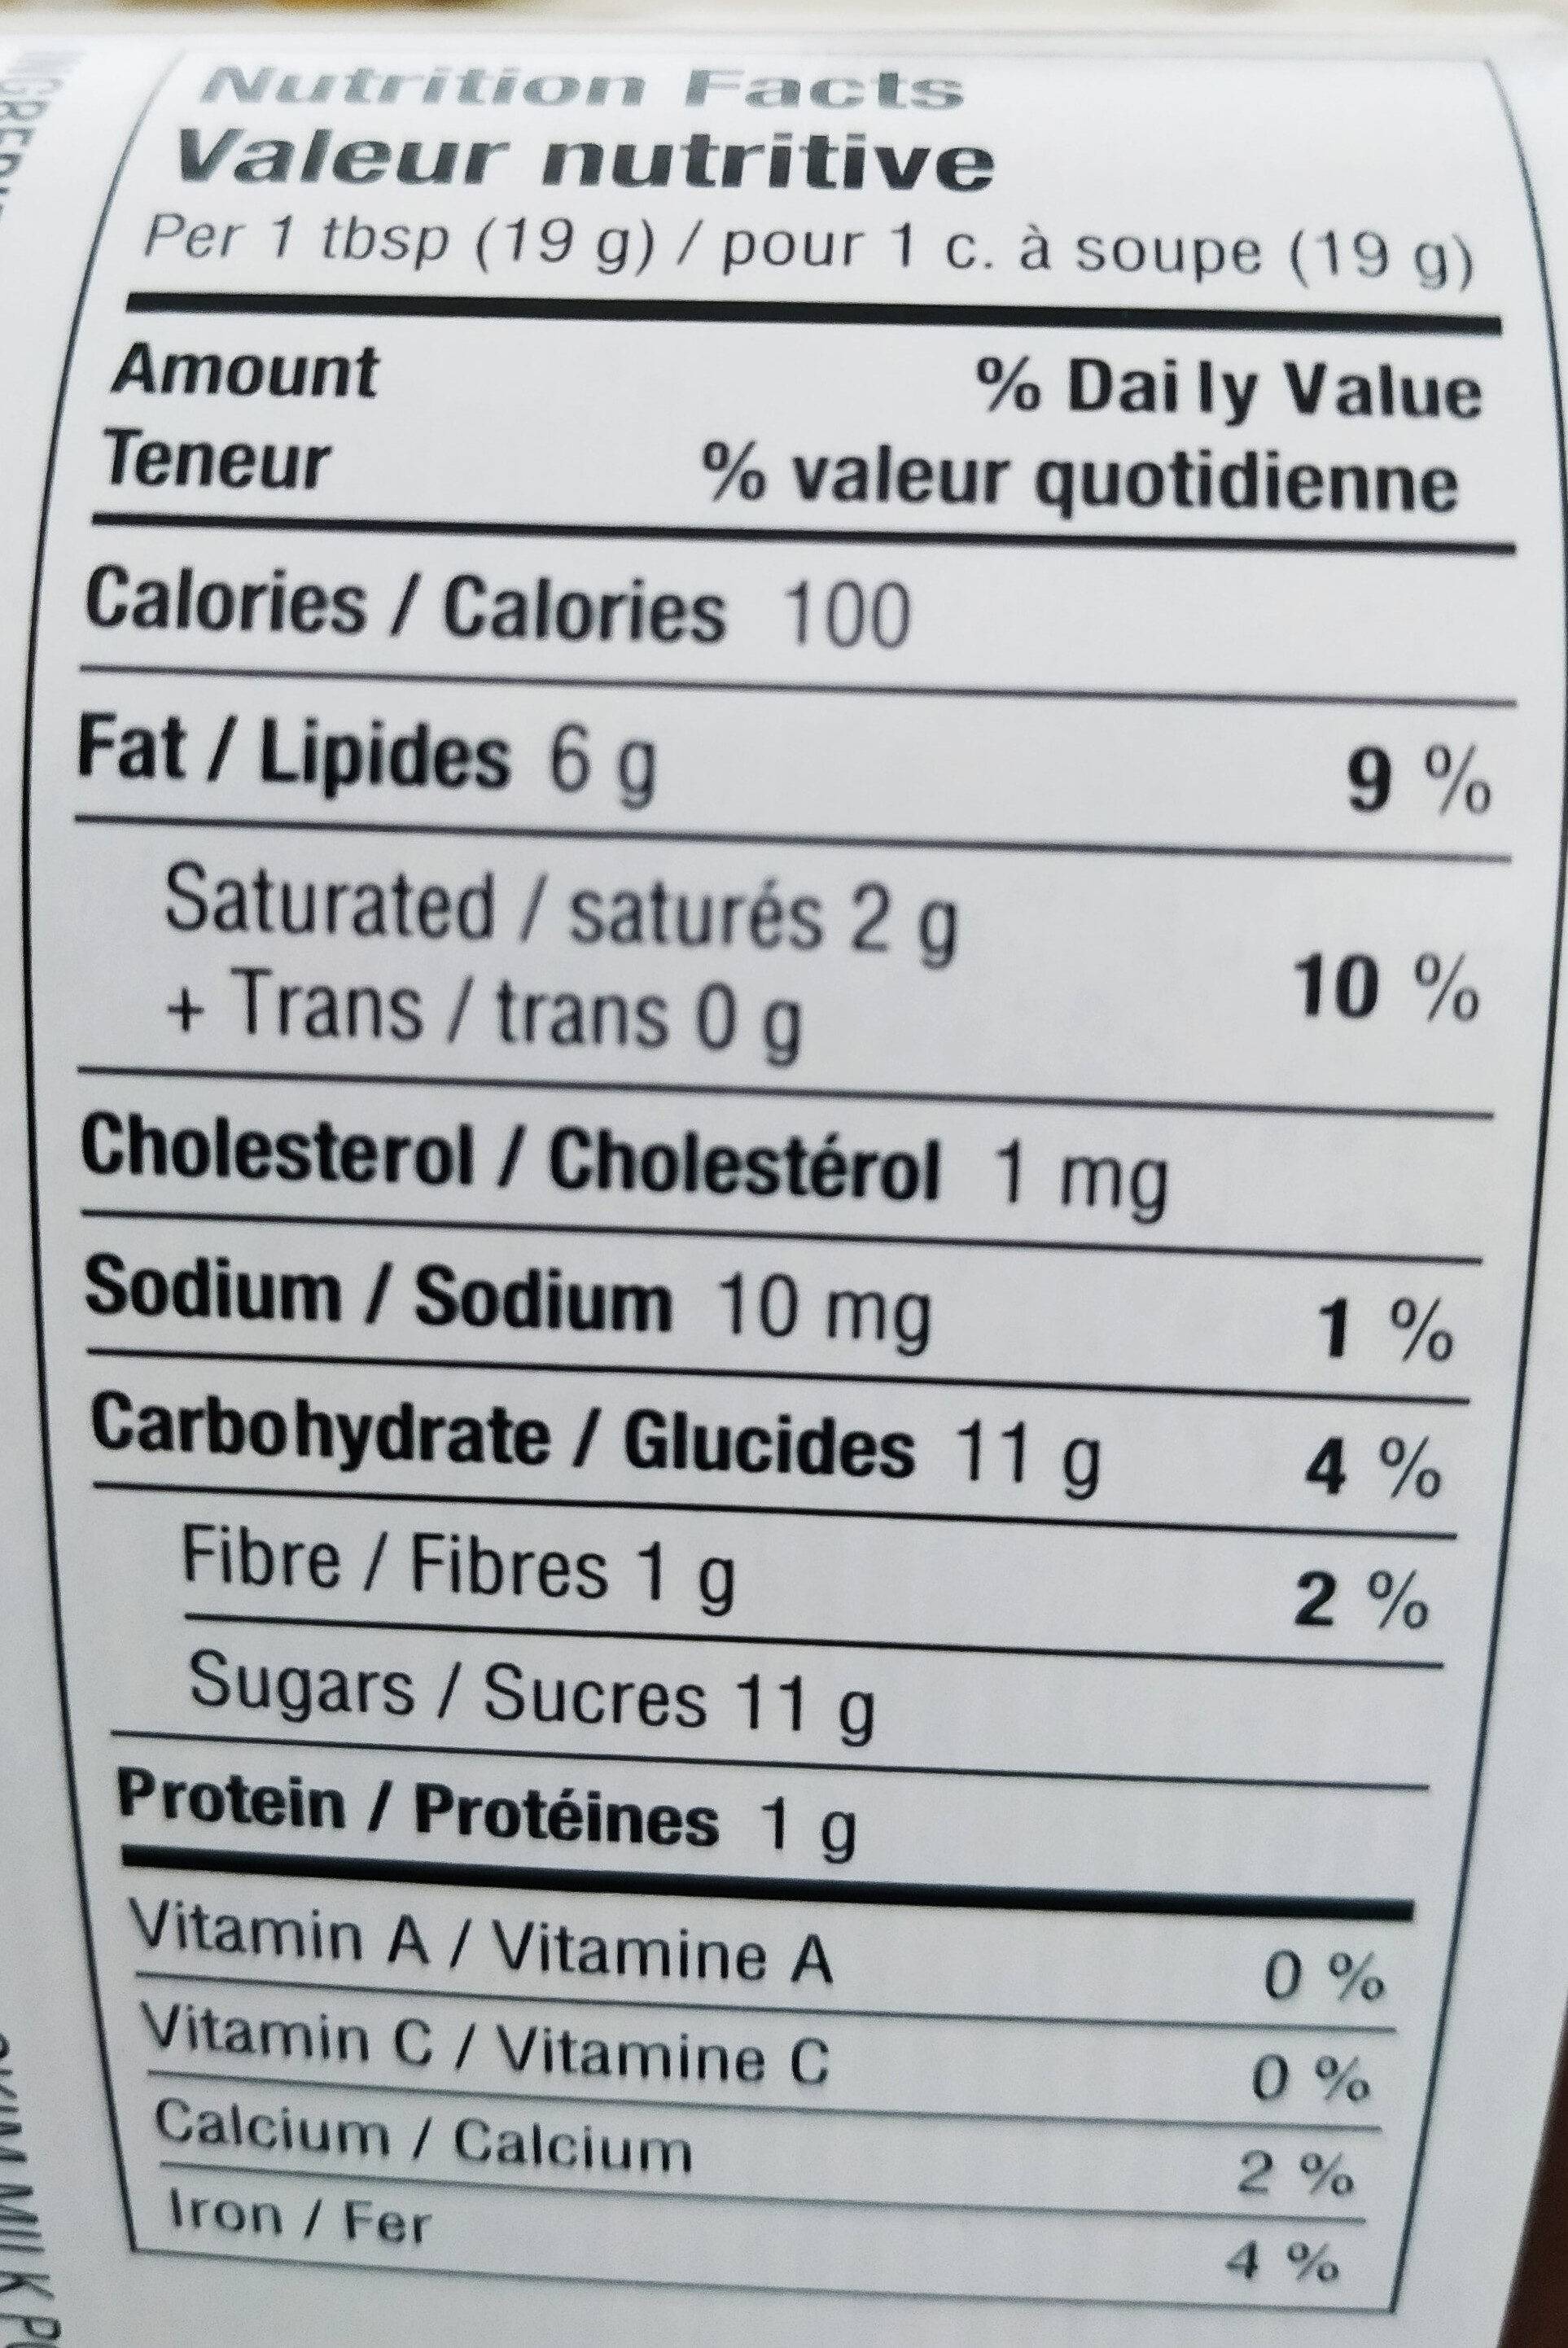 Nutrition Facts
Valeur nutritive
Per 1 tbsp (19 g) / pour 1 c. à soupe (19 g)
Amount % Daily Value
Teneur % valeur quotidienne
Calories / Calories 100
Fat / Lipides 6 g 9 %
Saturated / saturés 2 g
+ Trans / trans 0 g 10 %
Cholesterol / Cholestérol 1 mg
Sodium / Sodium 10 mg 1 %
Carbohydrate / Glucides 11 g 4 %
Fibre / Fibres 1 g 2 %
Sugars / Sucres 11 g
Protein / Protéines 1 g
Vitamin A / Vitamine A 0 %
Vitamin C / Vitamine C 0 %
Calcium / Calcium 2 %
Iron / Fer 4 %
MILK